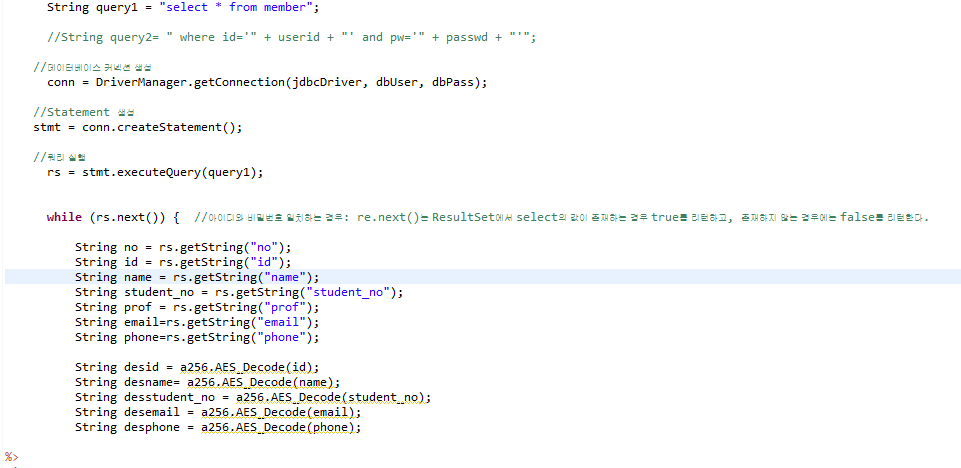 String query1 = "select * from member";
//String query2= " where id='" + userid + "' and pw='" + passwd + "'";
//데이터베이스 커넥션 생성
conn = DriverManager.getConnection(jdbcDriver, dbUser, dbPass);
//Statement 생성
stmt = conn.createStatement();
//쿼리 실행
rs = stmt.executeQuery(query1);
while (rs.next()) { //아이디와 비밀번호 일치하는 경우: re.next()는 ResultSet에서 select의 값이 존재하는 경우 true를 리턴하고, 존재하지 않는 경우에는 false를 리턴한다.
String no = rs.getString("no");
String id = rs.getString("id");
String name = rs.getString("name");
String student_no = rs.getString("student_no");
String prof = rs.getString("prof");
String email=rs.getString("email");
String phone=rs.getString("phone");
String desid = a256.AES_Decode(id);
String desname= a256.AES_Decode(name);
String desstudent_no = a256.AES_Decode(student_no);
String desemail = a256.AES_Decode(email);
String desphone = a256.AES_Decode(phone);
%>